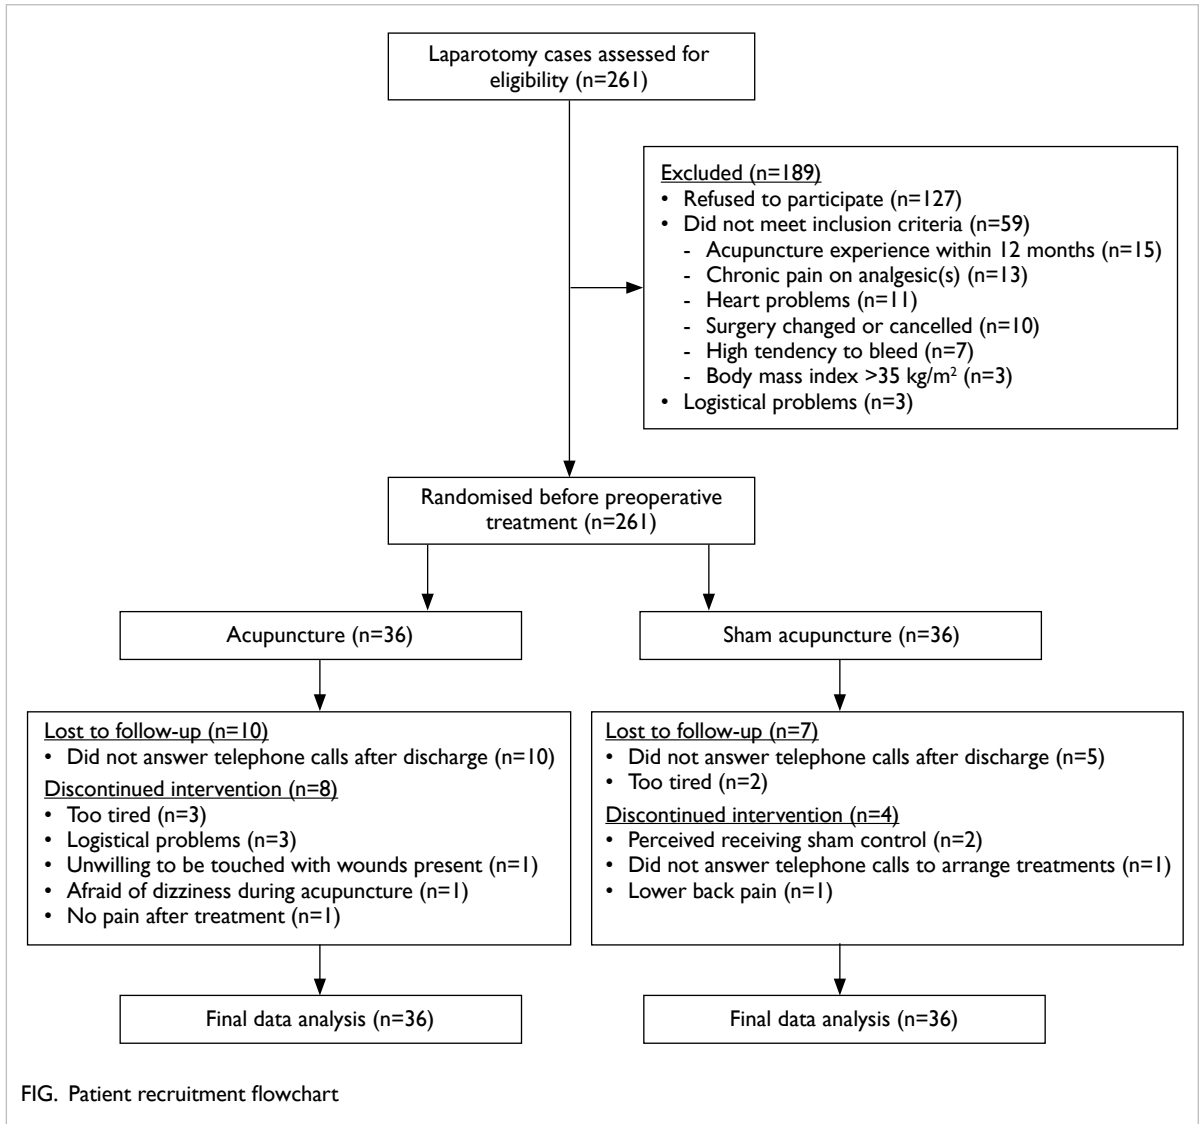 Laparotomy cases assessed for
eligibility (n=261)
Excluded (n=189)
• Refused to participate (n=127)
• Did not meet inclusion criteria (n=59)
- Acupuncture experience within 12 months (n=15)
- Chronic pain on analgesic(s) (n=13)
- Heart problems (n=11)
- Surgery changed or cancelled (n=10)
- High tendency to bleed (n=7)
- Body mass index >35 kg/m² (n=3)
• Logistical problems (n=3)
Randomised before preoperative
treatment (n=261)
Acupuncture (n=36)
Sham acupuncture (n=36)
Lost to follow-up (n=10)
• Did not answer telephone calls after discharge (n=10)
Discontinued intervention (n=8)
• Too tired (n=3)
• Logistical problems (n=3)
• Unwilling to be touched with wounds present (n=1)
• Afraid of dizziness during acupuncture (n=1)
• No pain after treatment (n=1)
Lost to follow-up (n=7)
• Did not answer telephone calls after discharge (n=5)
• Too tired (n=2)
Discontinued intervention (n=4)
• Perceived receiving sham control (n=2)
• Did not answer telephone calls to arrange treatments (n=1)
• Lower back pain (n=1)
Final data analysis (n=36)
Final data analysis (n=36)
FIG. Patient recruitment flowchart